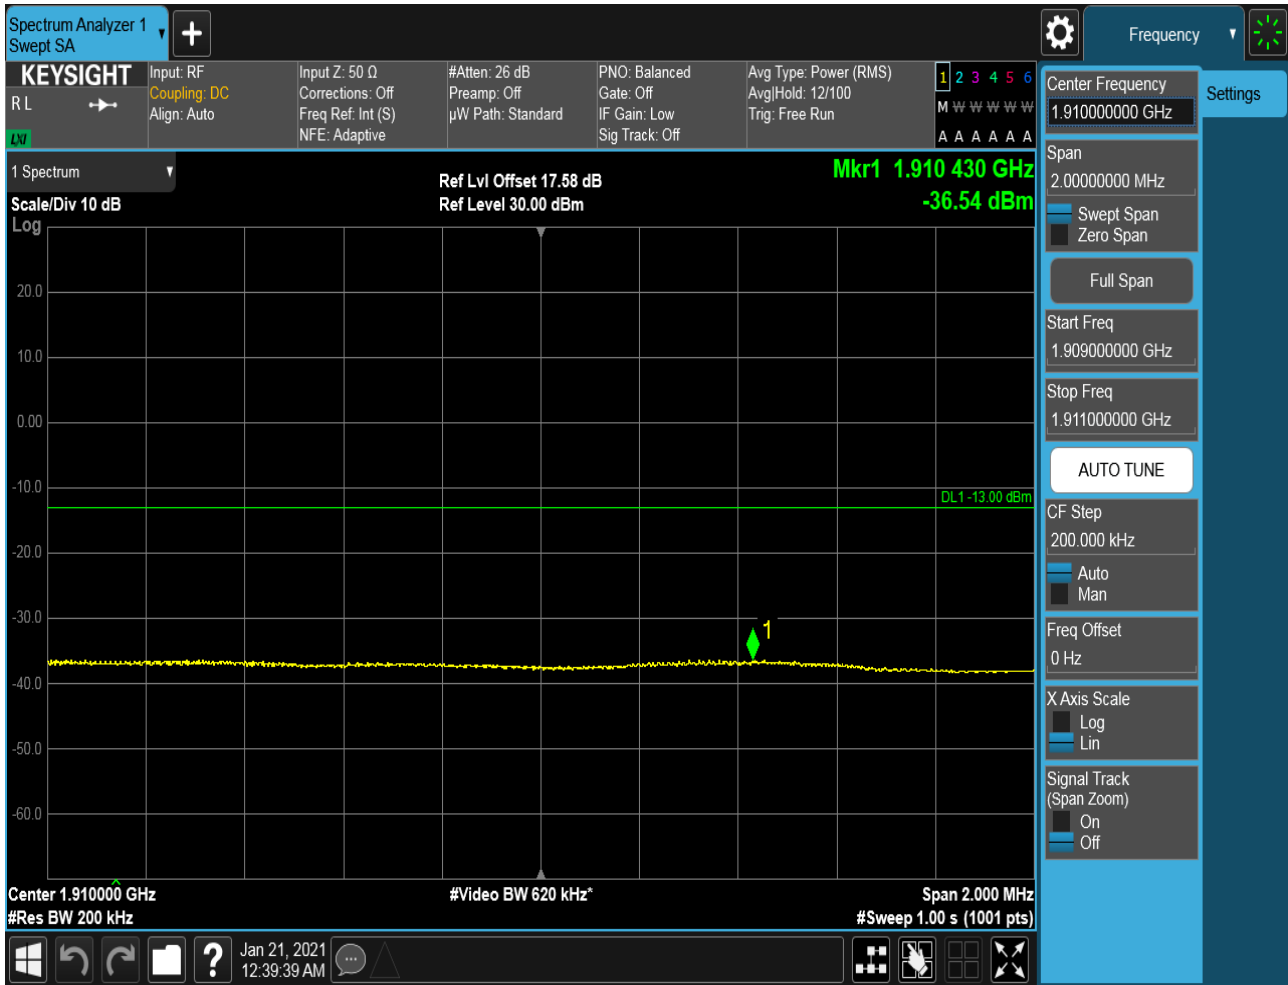 Spectrum Analyzer 1
Swept SA
+
Frequency
KEYSIGHT
R L
LXI
Input: RF
Coupling: DC
Align: Auto
Input Z: 50 Ω
Corrections: Off
Freq Ref: Int (S)
NFE: Adaptive
#Atten: 26 dB
Preamp: Off
µW Path: Standard
PNO: Balanced
Gate: Off
IF Gain: Low
Sig Track: Off
Avg Type: Power (RMS)
Avg|Hold: 12/100
Trig: Free Run
1 2 3 4 5 6
M W W W W W
A A A A A A
1 Spectrum
Scale/Div 10 dB
Log
Ref Lvl Offset 17.58 dB
Ref Level 30.00 dBm
Mkr1 1.910 430 GHz
-36.54 dBm
20.0
10.0
0.00
-10.0
-20.0
-30.0
-40.0
-50.0
-60.0
DL1 -13.00 dBm
1
Center 1.910000 GHz
#Res BW 200 kHz
#Video BW 620 kHz*
Span 2.000 MHz
#Sweep 1.00 s (1001 pts)
?
Jan 21, 2021
12:39:39 AM
Center Frequency
1.910000000 GHz
Settings
Span
2.00000000 MHz
Swept Span
Zero Span
Full Span
Start Freq
1.909000000 GHz
Stop Freq
1.911000000 GHz
AUTO TUNE
CF Step
200.000 kHz
Auto
Man
Freq Offset
0 Hz
X Axis Scale
Log
Lin
Signal Track
(Span Zoom)
On
Off